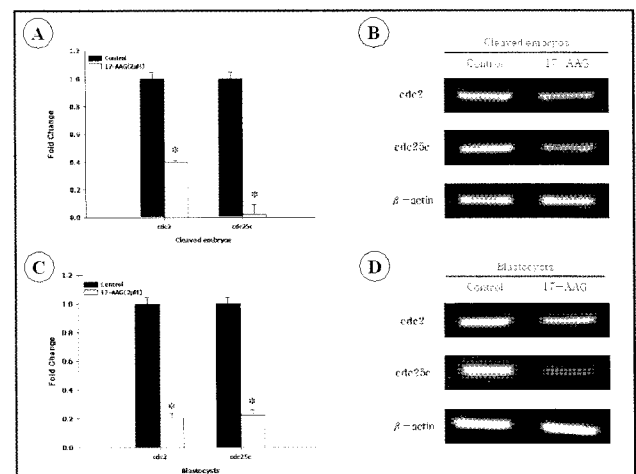 A
1.2
Control
17-AAG(2μM)
1.0
0.8
0.6
0.4
0.2
0.0
Fold Change
*
*
cdc2
cdc25c
Cleaved embryos
B
Cleaved embryos
Control
17-AAG
cdc2
cdc25c
β-actin
C
1.2
Control
17-AAG(2μM)
1.0
0.8
0.6
0.4
0.2
0.0
Fold Change
*
*
cdc2
cdc25c
Blastocysts
D
Blastocysts
Control
17-AAG
cdc2
cdc25c
β-actin